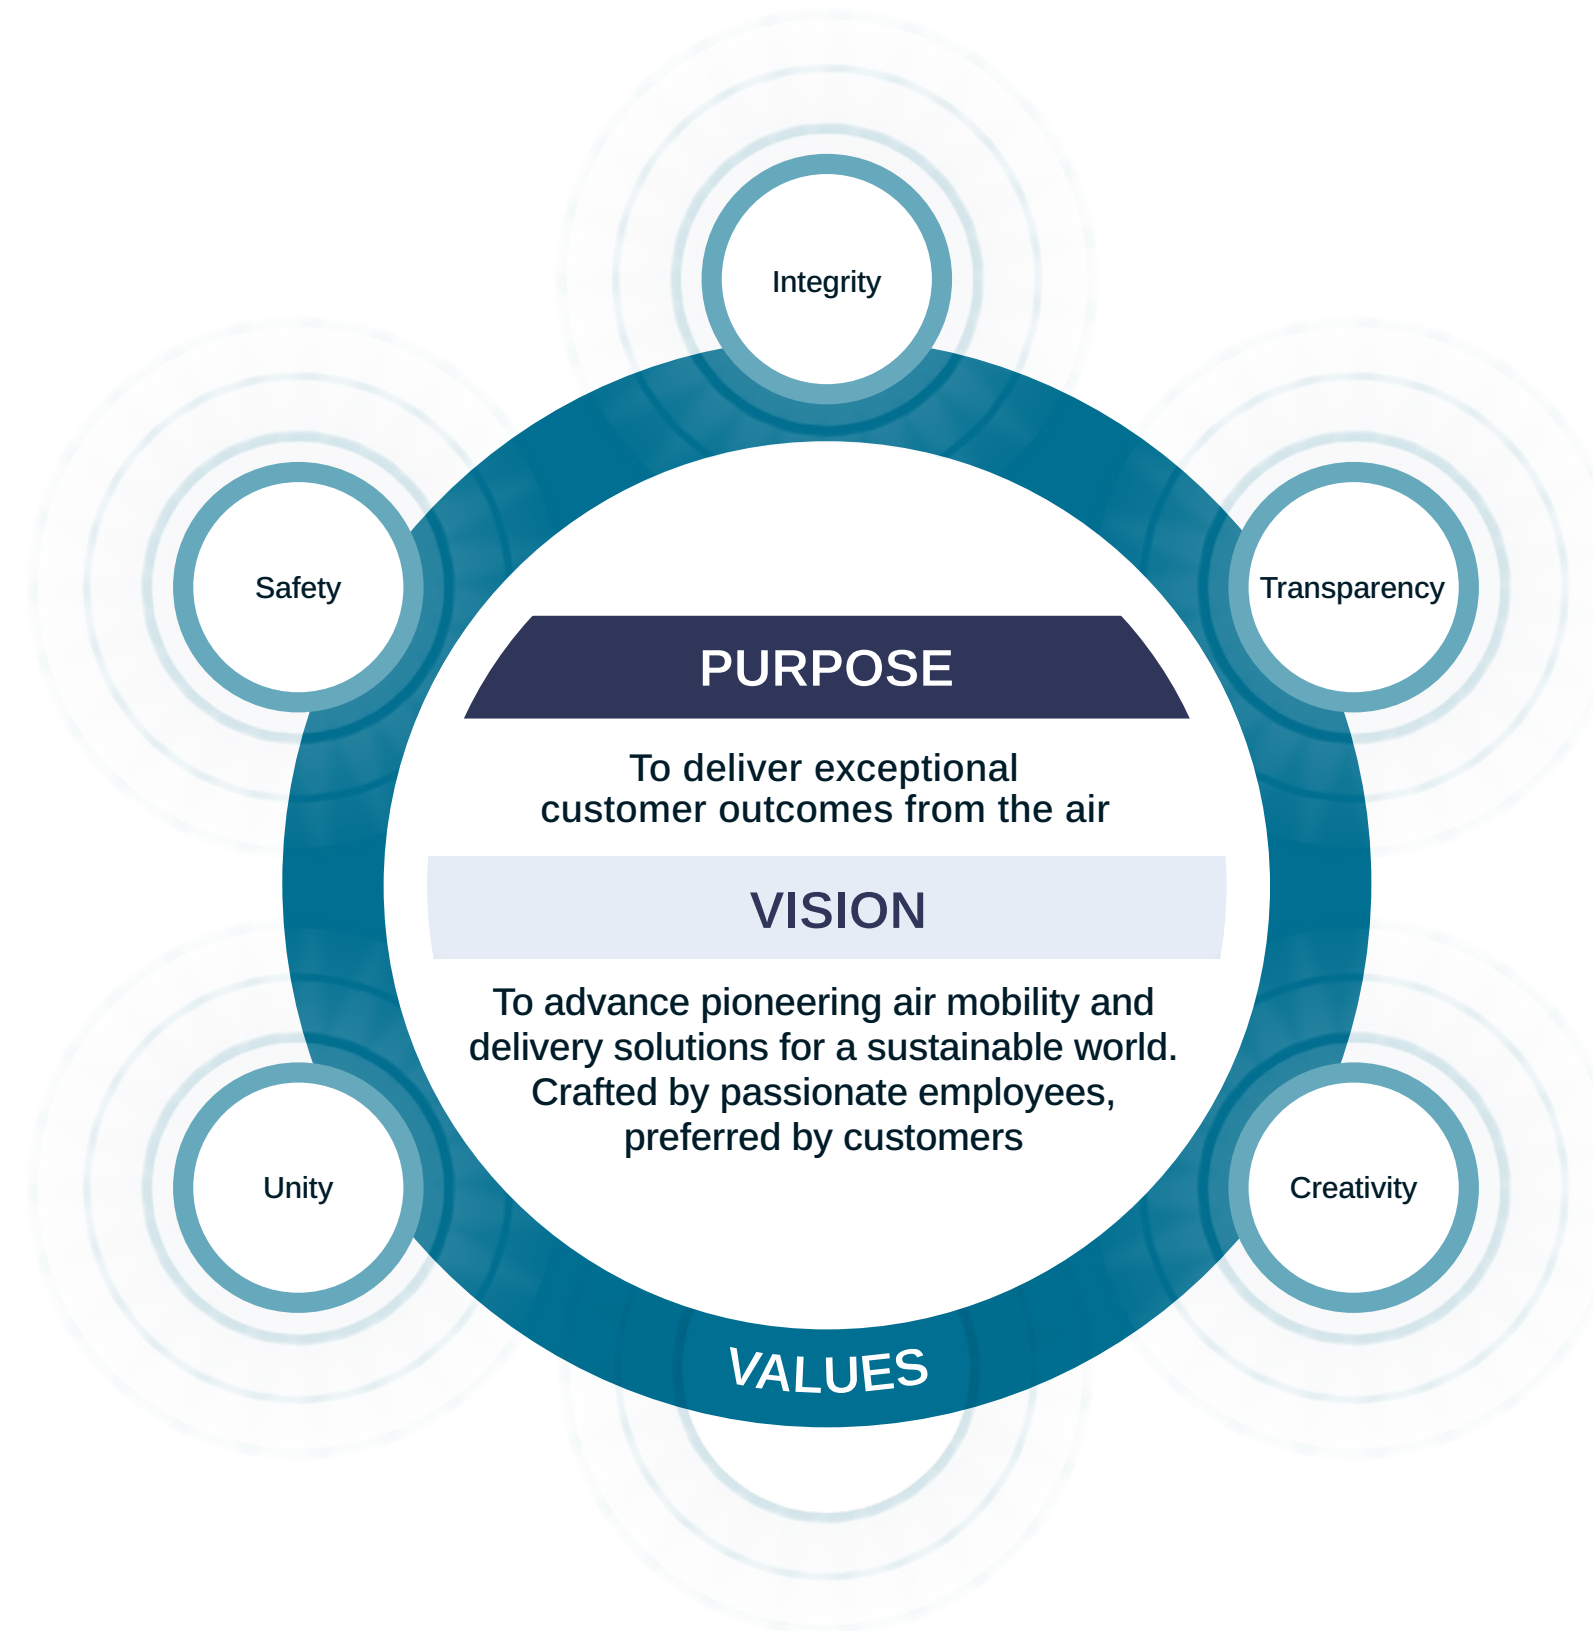 Integrity
Safety
Transparency
PURPOSE
To deliver exceptional
customer outcomes from the air
VISION
To advance pioneering air mobility and
delivery solutions for a sustainable world.
Crafted by passionate employees,
preferred by customers
Unity
Creativity
VALUES